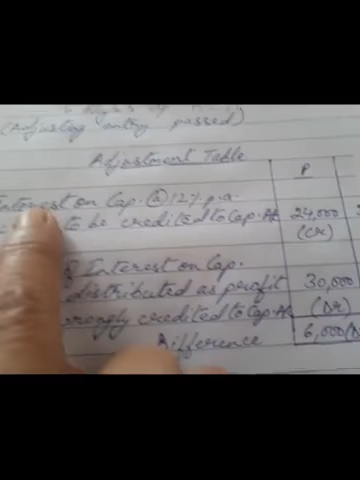 (Adjusting entry passed)
Adjustment Table
P
Interest on Cap. @ 12% p.a.
to be credited to Cap. A/c 24,000
(CR)
Interest on Cap.
distributed as profit 30,000
wrongly credited to Cap. A/c (DR)
Difference 6,000